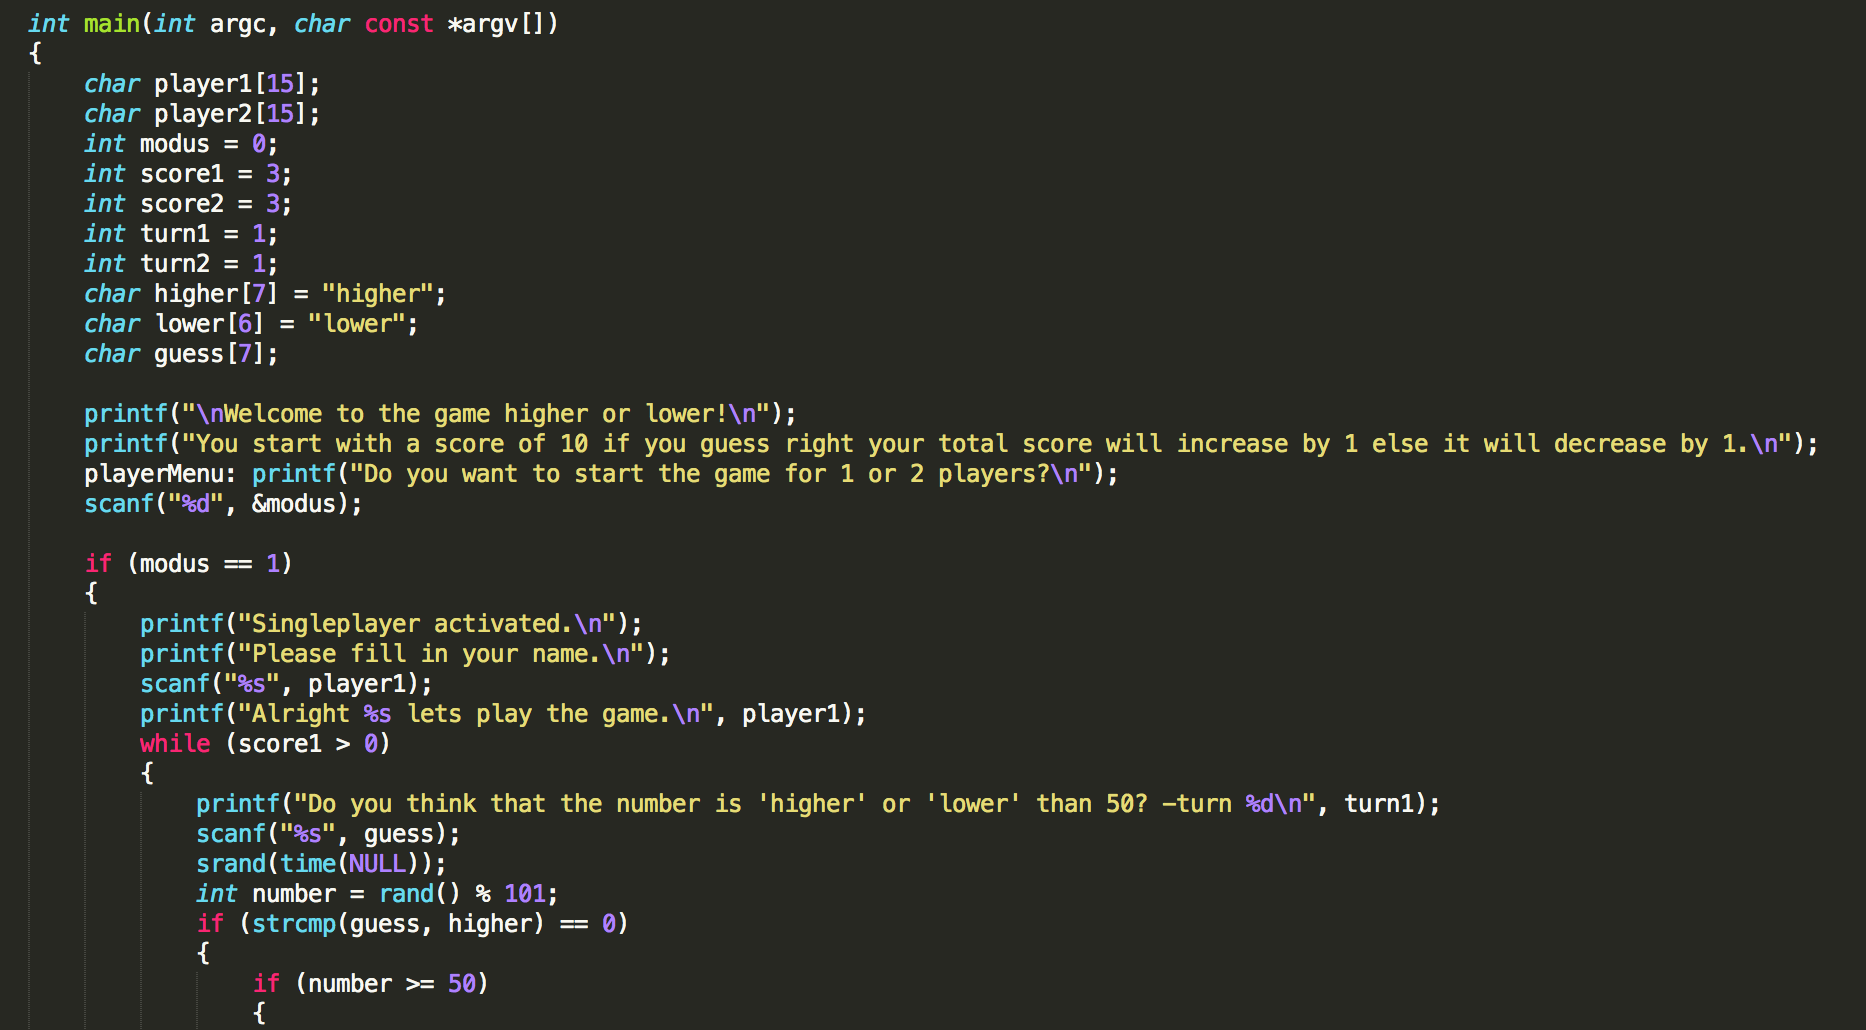 int main(int argc, char const *argv[])
{
    char player1[15];
    char player2[15];
    int modus = 0;
    int score1 = 3;
    int score2 = 3;
    int turn1 = 1;
    int turn2 = 1;
    char higher[7] = "higher";
    char lower[6] = "lower";
    char guess[7];

    printf("\nWelcome to the game higher or lower!\n");
    printf("You start with a score of 10 if you guess right your total score will increase by 1 else it will decrease by 1.\n");
    playerMenu: printf("Do you want to start the game for 1 or 2 players?\n");
    scanf("%d", &modus);

    if (modus == 1)
    {
        printf("Singleplayer activated.\n");
        printf("Please fill in your name.\n");
        scanf("%s", player1);
        printf("Alright %s lets play the game.\n", player1);
        while (score1 > 0)
        {
            printf("Do you think that the number is 'higher' or 'lower' than 50? -turn %d\n", turn1);
            scanf("%s", guess);
            srand(time(NULL));
            int number = rand() % 101;
            if (strcmp(guess, higher) == 0)
            {
                if (number >= 50)
                {